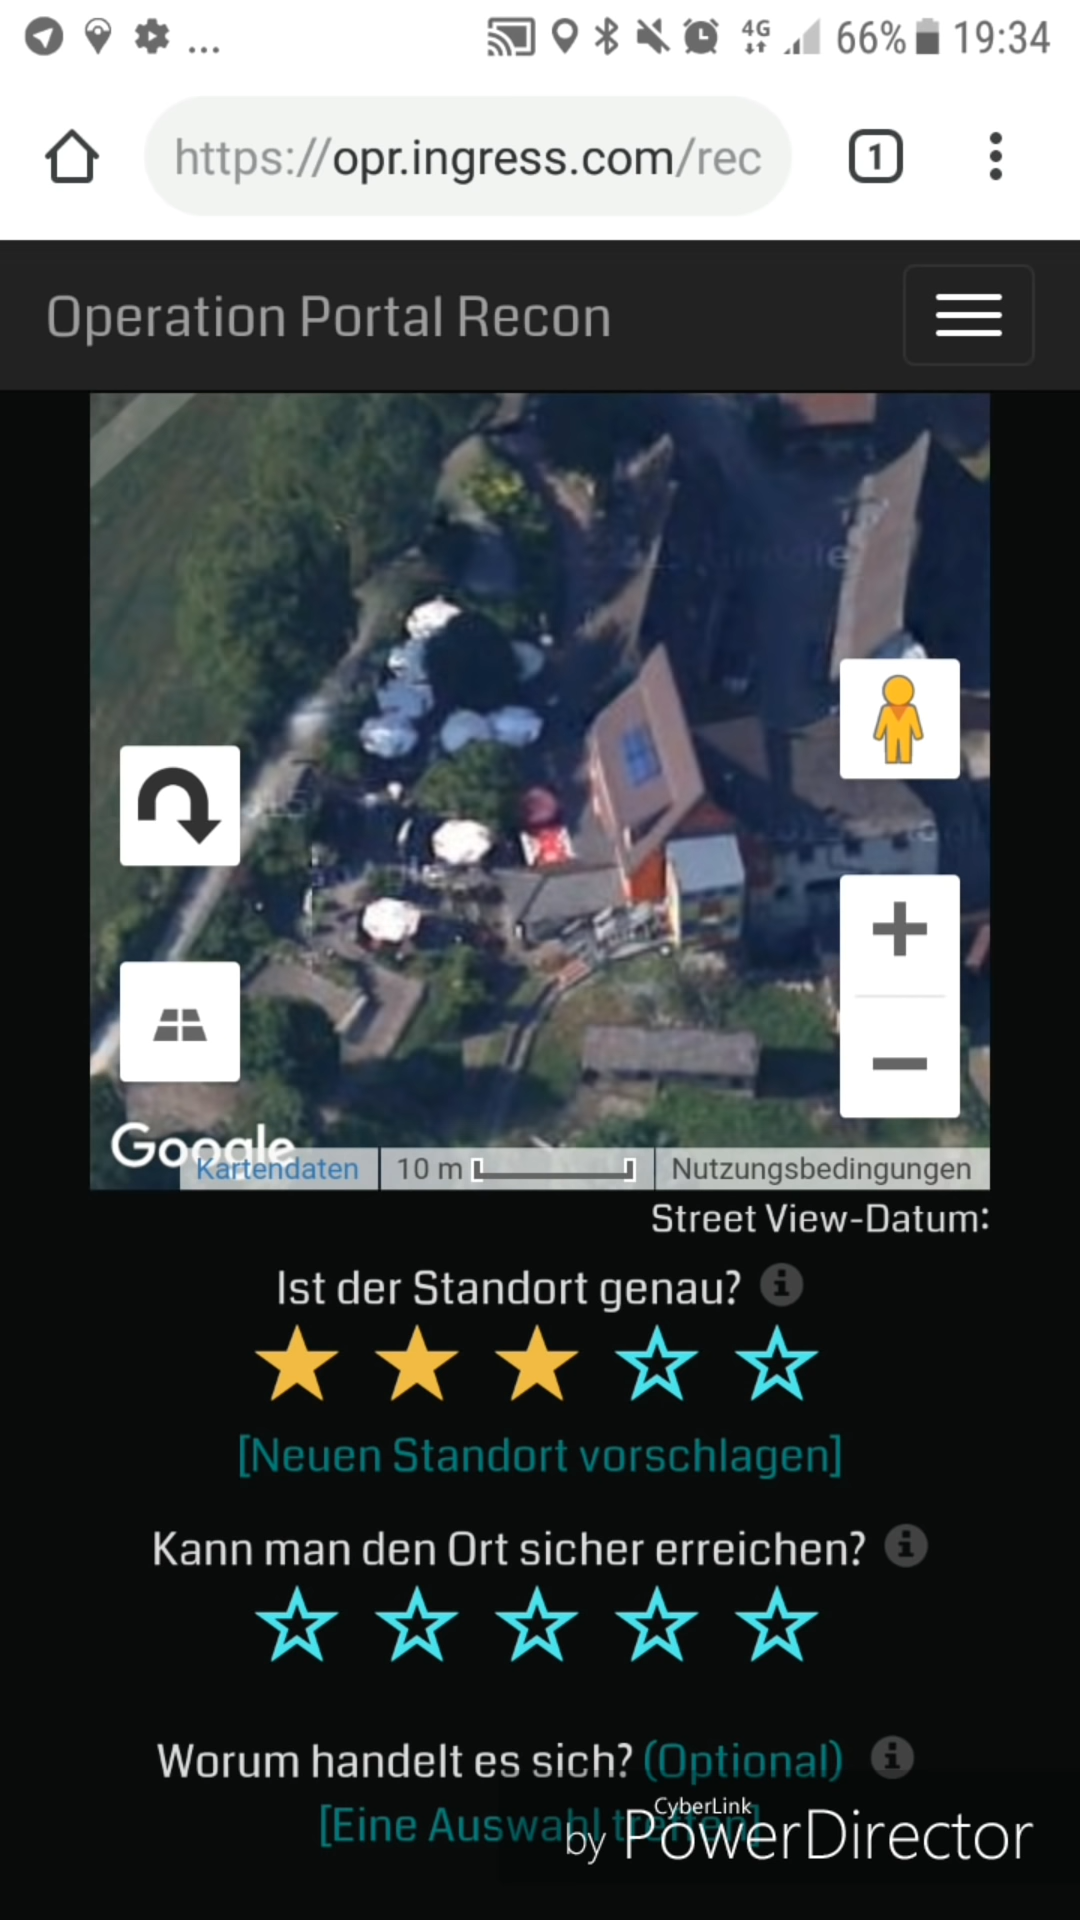 4G 66% 19:34
https://opr.ingress.com/rec 1
Operation Portal Recon
Google
Kartendaten 10 m Nutzungsbedingungen
Street View-Datum:
Ist der Standort genau?
[Neuen Standort vorschlagen]
Kann man den Ort sicher erreichen?
Worum handelt es sich? (Optional)
[Eine Auswahl treffen]
CyberLink
by PowerDirector